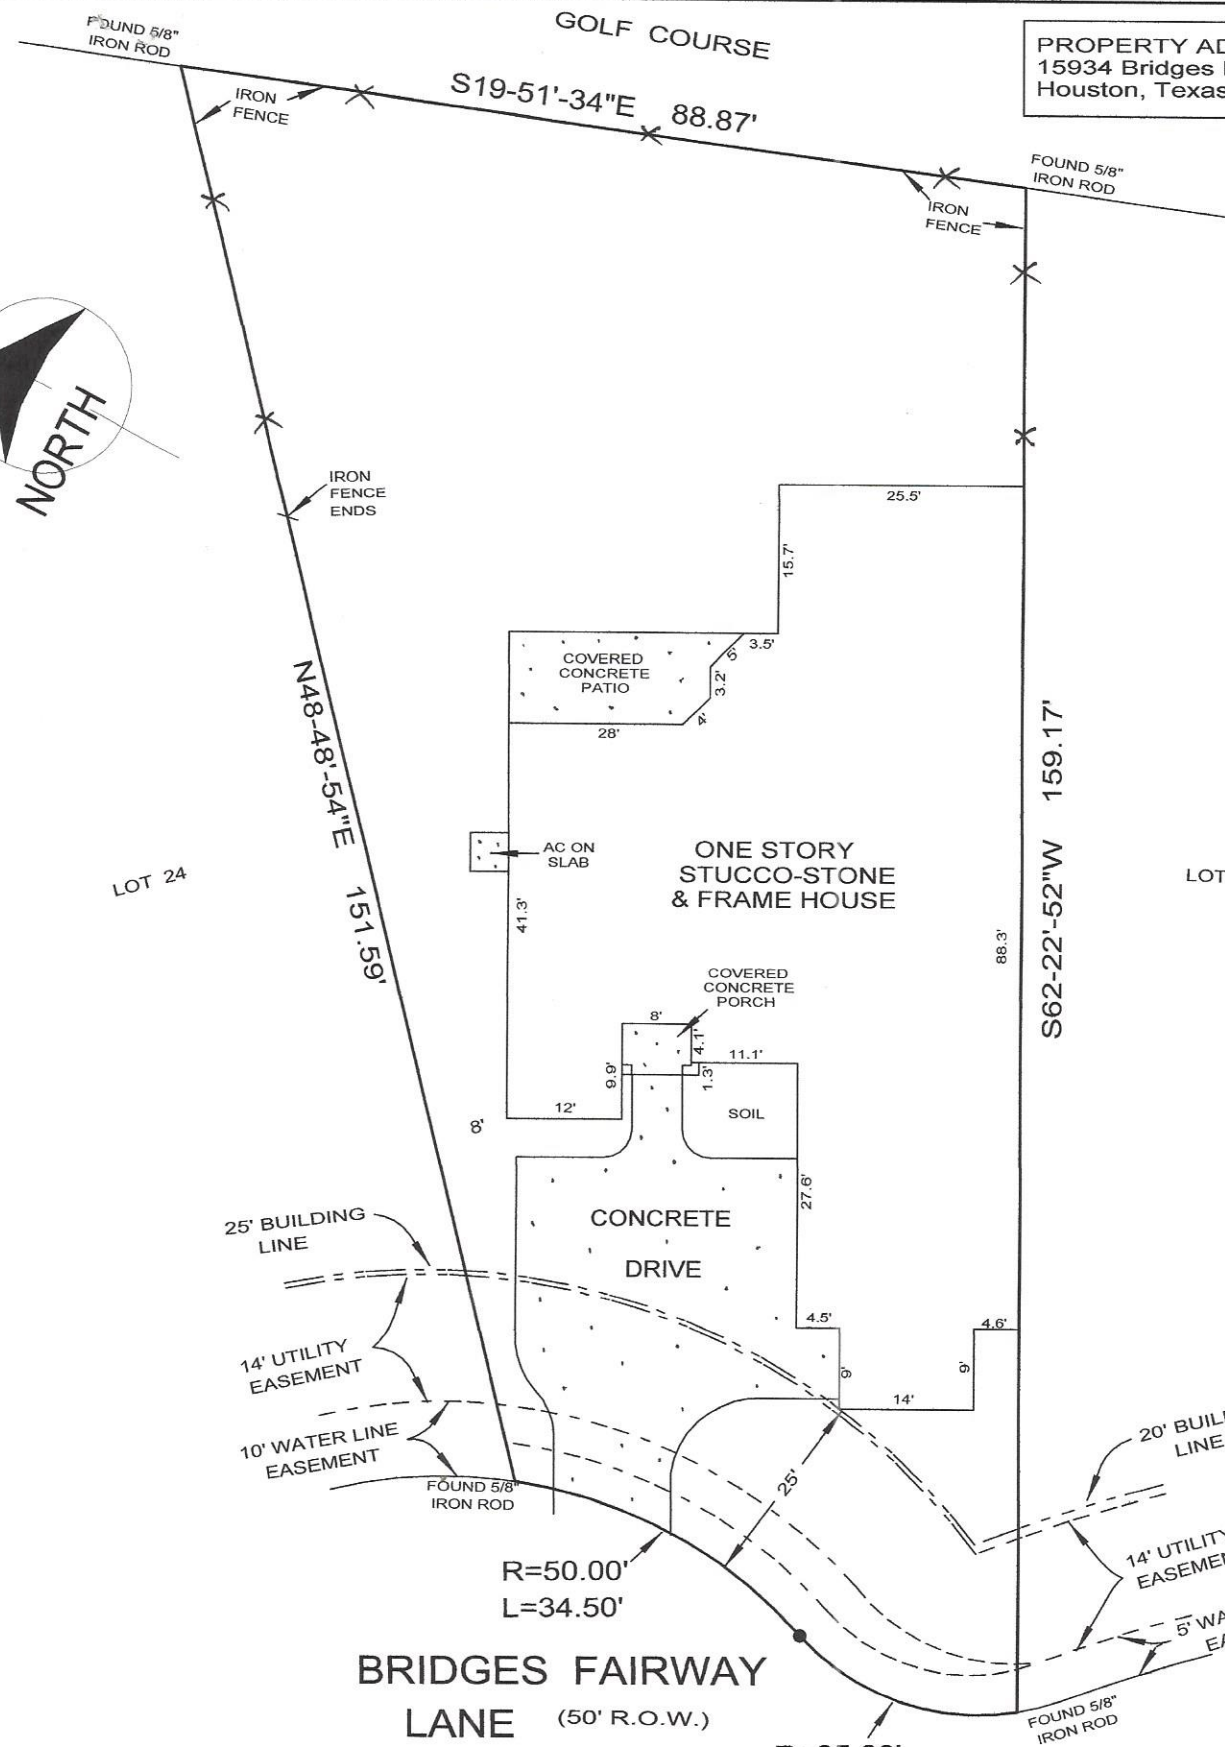 GOLF COURSE
FOUND 5/8"
IRON ROD
PROPERTY
15934 Bridges
Houston, Texas
S19-51'-34"E 88.87'
IRON
FENCE
FOUND 5/8"
IRON ROD
IRON
FENCE
NORTH
IRON
FENCE
ENDS
25.5'
15.7'
3.5'
5'
3.2'
4'
COVERED
CONCRETE
PATIO
28'
N48-48'-54"E 151.59'
S62-22'-52"W 159.17'
AC ON
SLAB
ONE STORY
STUCCO-STONE
& FRAME HOUSE
LOT 24
LOT
41.3'
88.3'
COVERED
CONCRETE
PORCH
8'
4.1'
11.1'
9.9'
1.3'
12'
SOIL
8'
27.6'
CONCRETE
DRIVE
25' BUILDING
LINE
4.5'
4.6'
9'
9'
14'
14' UTILITY
EASEMENT
10' WATER LINE
EASEMENT
20'
LINE
25'
FOUND 5/8"
IRON ROD
14' UTILITY
R=50.00'
L=34.50'
5'
BRIDGES FAIRWAY
LANE (50' R.O.W.)
FOUND 5/8"
IRON ROD